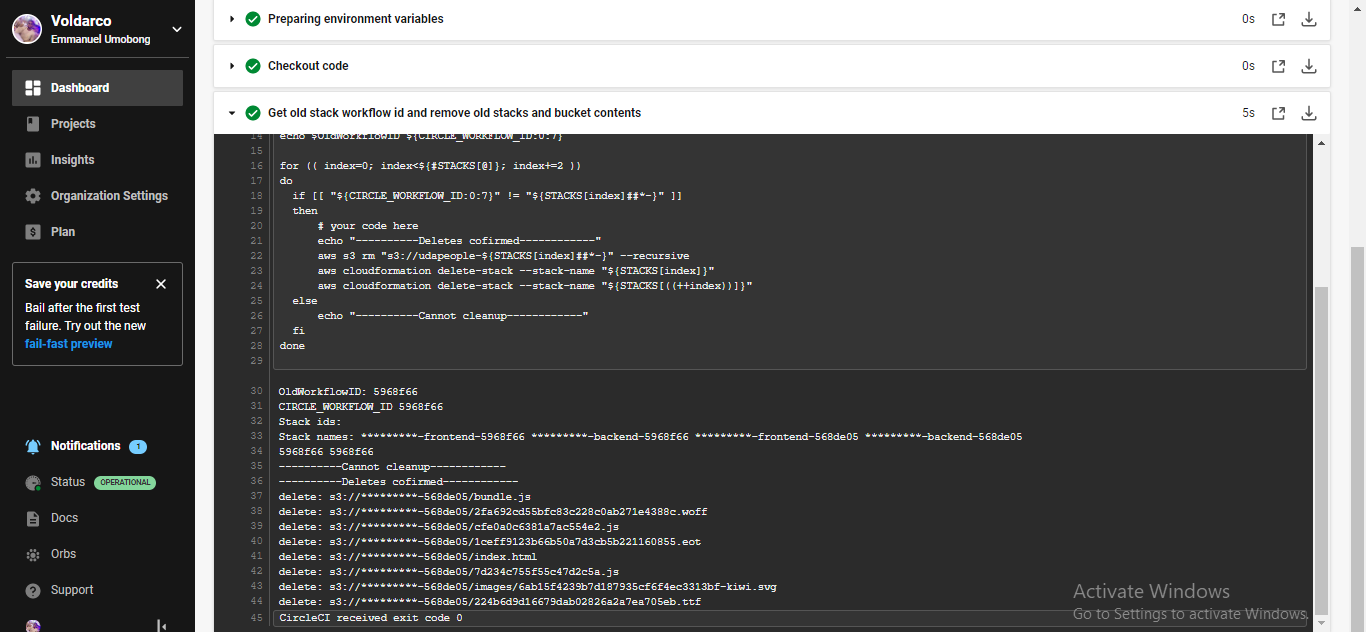 Voldarco
Emmanuel Umobong
Dashboard
Projects
Insights
Organization Settings
Plan
Save your credits
Bail after the first test
failure. Try out the new
fail-fast preview
Notifications 1
Status OPERATIONAL
Docs
Orbs
Support
Preparing environment variables 0s
Checkout code 0s
Get old stack workflow id and remove old stacks and bucket contents 5s
14 echo $OldWorkflowID ${CIRCLE_WORKFLOW_ID:0:7}
15
16 for (( index=0; index<${#STACKS[@]}; index+=2 ))
17 do
18 if [[ "${CIRCLE_WORKFLOW_ID:0:7}" != "${STACKS[index]##*-}" ]]
19 then
20 # your code here
21 echo "----------Deletes cofirmed------------"
22 aws s3 rm "s3://udapeople-${STACKS[index]##*-}" --recursive
23 aws cloudformation delete-stack --stack-name "${STACKS[index]}"
24 aws cloudformation delete-stack --stack-name "${STACKS[((++index))]}"
25 else
26 echo "----------Cannot cleanup------------"
27 fi
28 done
29
30 OldWorkflowID: 5968f66
31 CIRCLE_WORKFLOW_ID 5968f66
32 Stack ids:
33 Stack names: *********-frontend-5968f66 *********-backend-5968f66 *********-frontend-568de05 *********-backend-568de05
34 5968f66 5968f66
35 ----------Cannot cleanup------------
36 ----------Deletes cofirmed------------
37 delete: s3://*********-568de05/bundle.js
38 delete: s3://*********-568de05/2fa692cd55bfc83c228c0ab271e4388c.woff
39 delete: s3://*********-568de05/cfe0a0c6381a7ac554e2.js
40 delete: s3://*********-568de05/1ceff9123b66b50a7d3cb5b221160855.eot
41 delete: s3://*********-568de05/index.html
42 delete: s3://*********-568de05/7d234c755f55c47d2c5a.js
43 delete: s3://*********-568de05/images/6ab15f4239b7d187935cf6f4ec3313bf-kiwi.svg
44 delete: s3://*********-568de05/224b6d9d16679dab02826a2a7ea705eb.ttf
45 CircleCI received exit code 0
Activate Windows
Go to Settings to activate Windows.